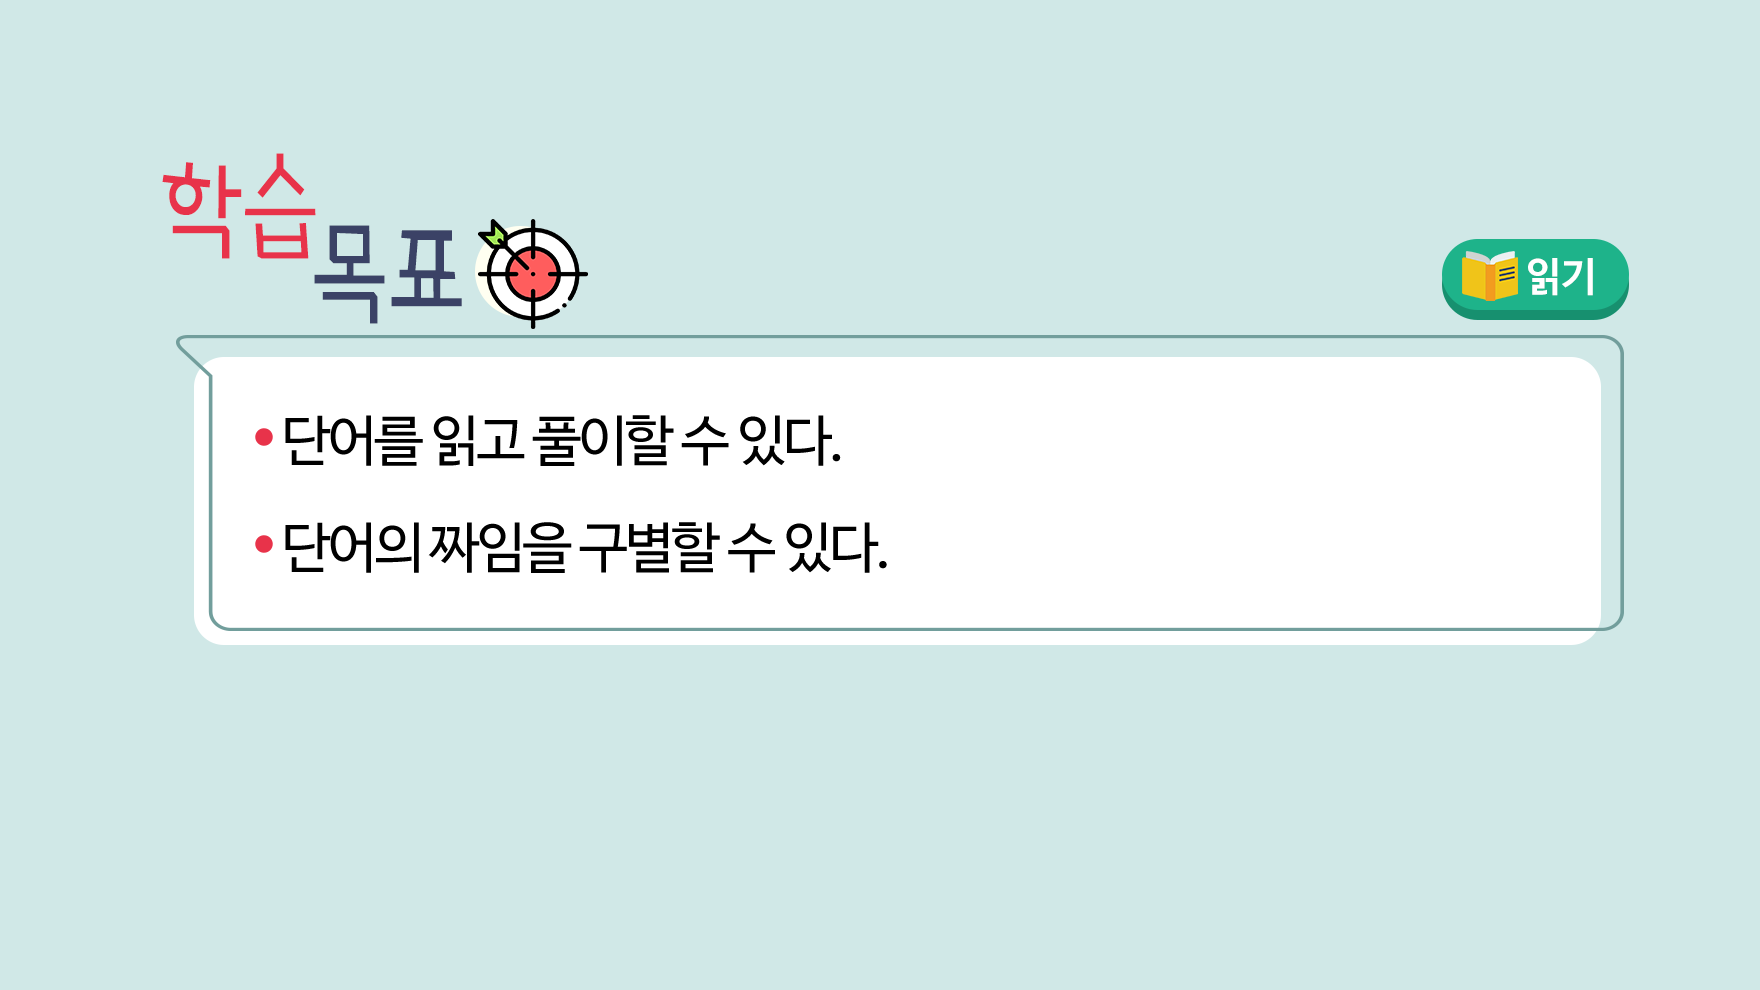 학습
목표
읽기
• 단어를 읽고 풀이할 수 있다.
• 단어의 짜임을 구별할 수 있다.